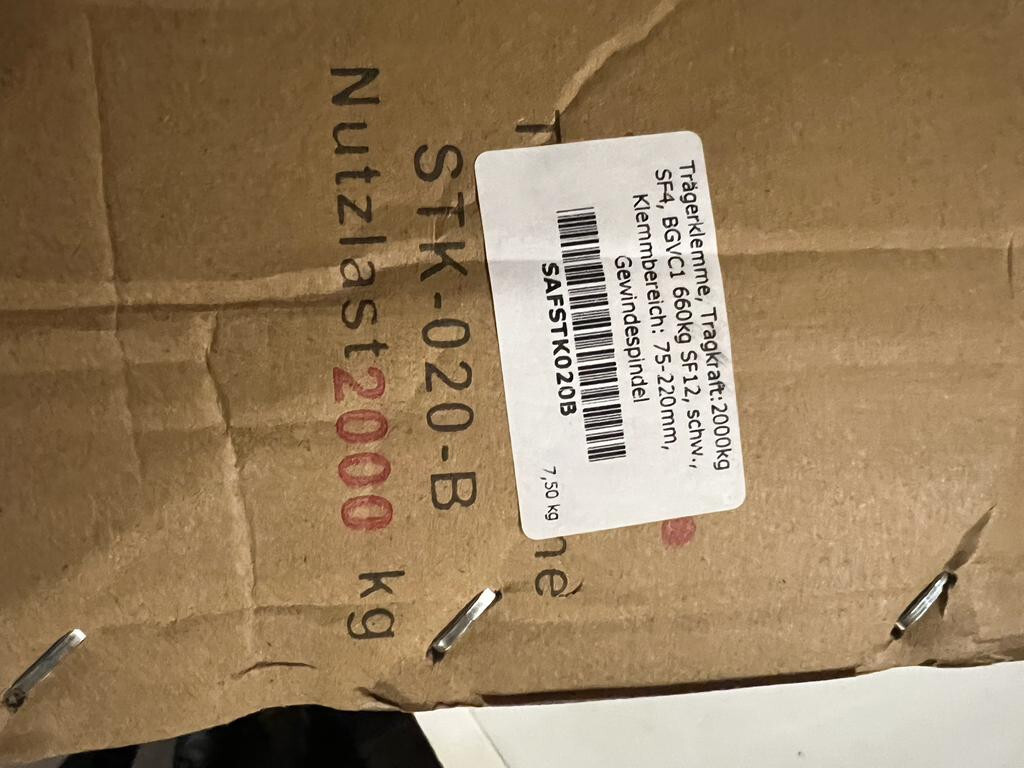 Trägerklemme, Tragkraft:2000kg
SF4, BGVC1 660kg SF12, schw.,
Klemmbereich: 75-220mm,
Gewindespindel
SAFSTK020B
7,50 kg
STK-020-B
Nutzlast2000 kg